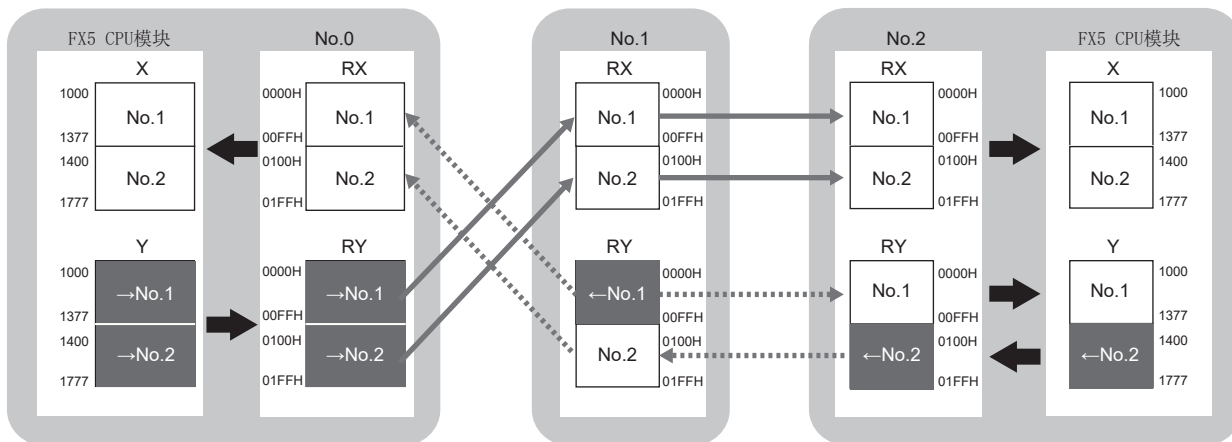 FX5 CPU模块 No.0 No.1 No.2 FX5 CPU模块
X RX RX RX X
1000 0000H 0000H 0000H 1000
No.1 No.1 No.1 No.1 No.1
1377 00FFH 00FFH 00FFH 1377
1400 0100H 0100H 0100H 1400
No.2 No.2 No.2 No.2 No.2
1777 01FFH 01FFH 01FFH 1777
Y RY RY RY Y
1000 0000H 0000H 0000H 1000
→No.1 →No.1 ←No.1 No.1 No.1
1377 00FFH 00FFH 00FFH 1377
1400 0100H 0100H 0100H 1400
→No.2 →No.2 No.2 ←No.2 ←No.2
1777 01FFH 01FFH 01FFH 1777